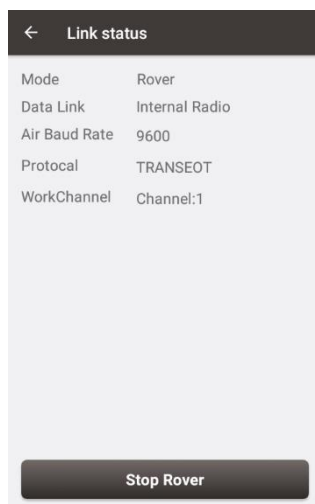 Link status
Mode Rover
Data Link Internal Radio
Air Baud Rate 9600
Protocal TRANSEOT
WorkChannel Channel:1
Stop Rover